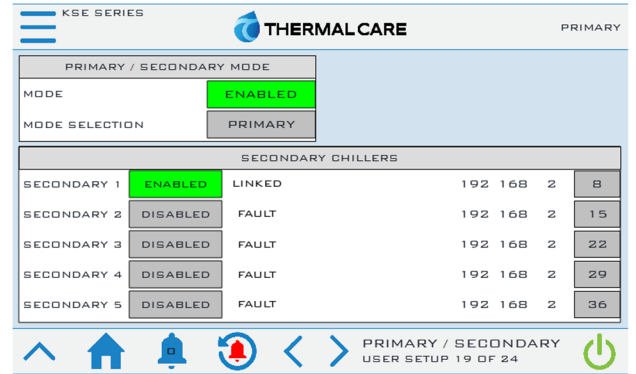 KSE SERIES
THERMALCARE
PRIMARY
PRIMARY / SECONDARY MODE
MODE ENABLED
MODE SELECTION PRIMARY
SECONDARY CHILLERS
SECONDARY 1 ENABLED LINKED 192 168 2 8
SECONDARY 2 DISABLED FAULT 192 168 2 15
SECONDARY 3 DISABLED FAULT 192 168 2 22
SECONDARY 4 DISABLED FAULT 192 168 2 29
SECONDARY 5 DISABLED FAULT 192 168 2 36
0
PRIMARY / SECONDARY
USER SETUP 19 OF 24